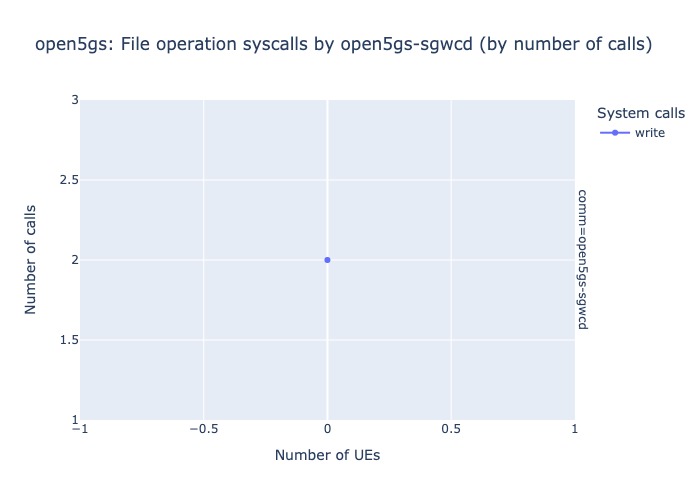 open5gs: File operation syscalls by open5gs-sgwcd (by number of calls)
System calls
write
Number of calls
3
2.5
2
1.5
1
comm=open5gs-sgwcd
−1
−0.5
0
0.5
1
Number of UEs